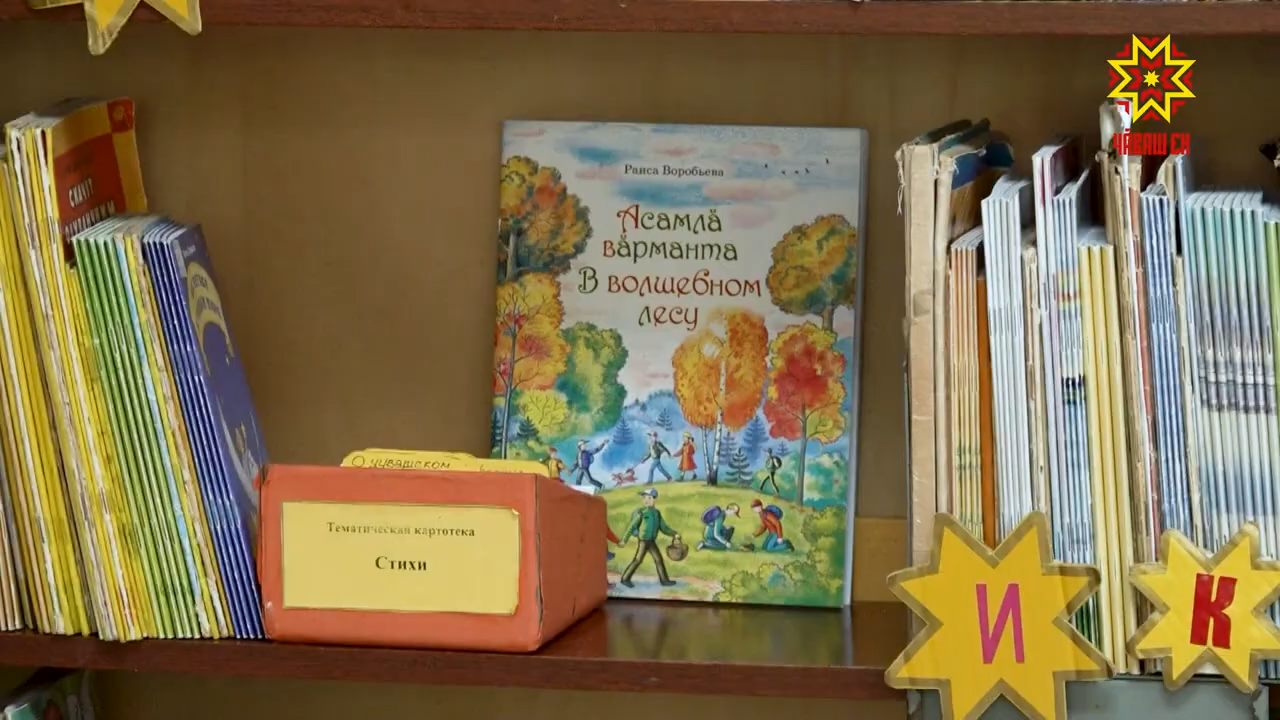 Раиса Воробьева
Асамлӑ
вӑрманта
В волшебном
лесу
О чувашском
Тематическая картотека
Стихи
И
К
ЧӐВАШ ЕН